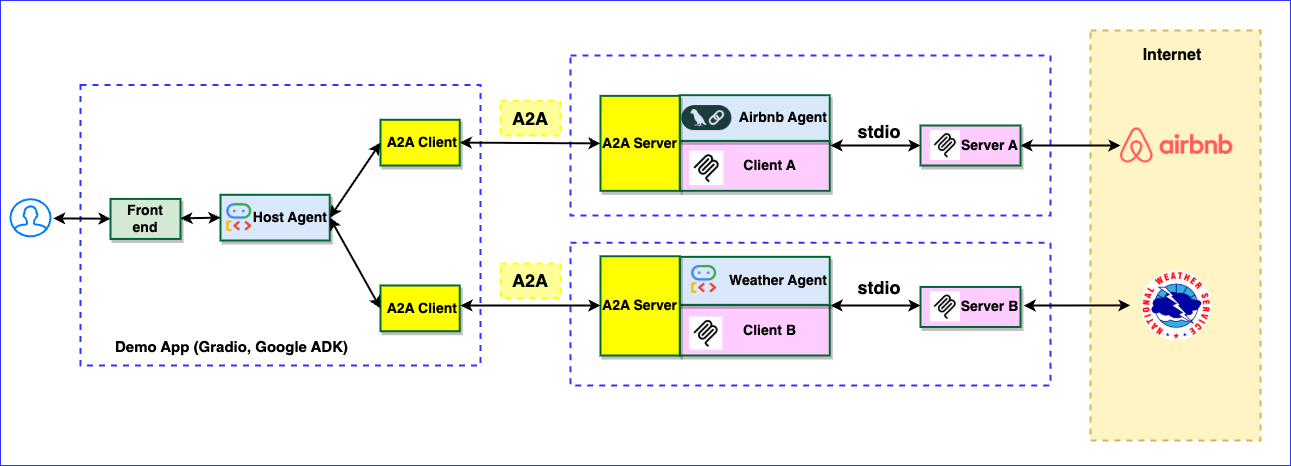 Internet
A2A
A2A Client
A2A Server
Airbnb Agent
Client A
stdio
Server A
airbnb
Front
end
Host Agent
A2A
A2A Client
A2A Server
Weather Agent
Client B
stdio
Server B
NATIONAL WEATHER SERVICE
Demo App (Gradio, Google ADK)